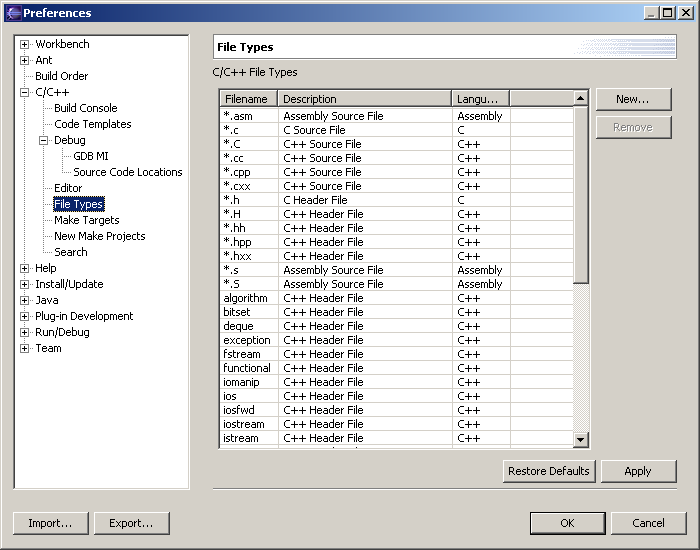 Preferences
Workbench
Ant
Build Order
C/C++
Build Console
Code Templates
Debug
GDB MI
Source Code Locations
Editor
File Types
Make Targets
New Make Projects
Search
Help
Install/Update
Java
Plug-in Development
Run/Debug
Team
File Types
C/C++ File Types
Filename Description Langu...
*.asm Assembly Source File Assembly
*.c C Source File C
*.C C++ Source File C++
*.cc C++ Source File C++
*.cpp C++ Source File C++
*.cxx C++ Source File C++
*.h C Header File C
*.H C++ Header File C++
*.hh C++ Header File C++
*.hpp C++ Header File C++
*.hxx C++ Header File C++
*.s Assembly Source File Assembly
*.S Assembly Source File Assembly
algorithm C++ Header File C++
bitset C++ Header File C++
deque C++ Header File C++
exception C++ Header File C++
fstream C++ Header File C++
functional C++ Header File C++
iomanip C++ Header File C++
ios C++ Header File C++
iosfwd C++ Header File C++
iostream C++ Header File C++
istream C++ Header File C++
New...
Remove
Restore Defaults Apply
Import... Export... OK Cancel